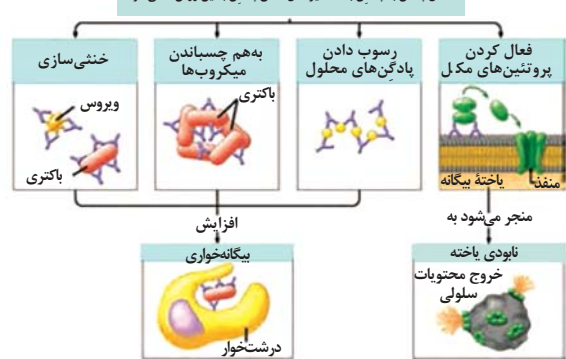 فعال کردن
پروتئین‌های مکمل
رسوب دادن
پادگِن‌های محلول
به‌هم چسباندن
میکروب‌ها
خنثی‌سازی
منفذ
یاختهٔ بیگانه
باکتری
ویروس
باکتری
منجر می‌شود به
افزایش
نابودی یاخته
خروج محتویات
سلولی
بیگانه‌خواری
درشت‌خوار